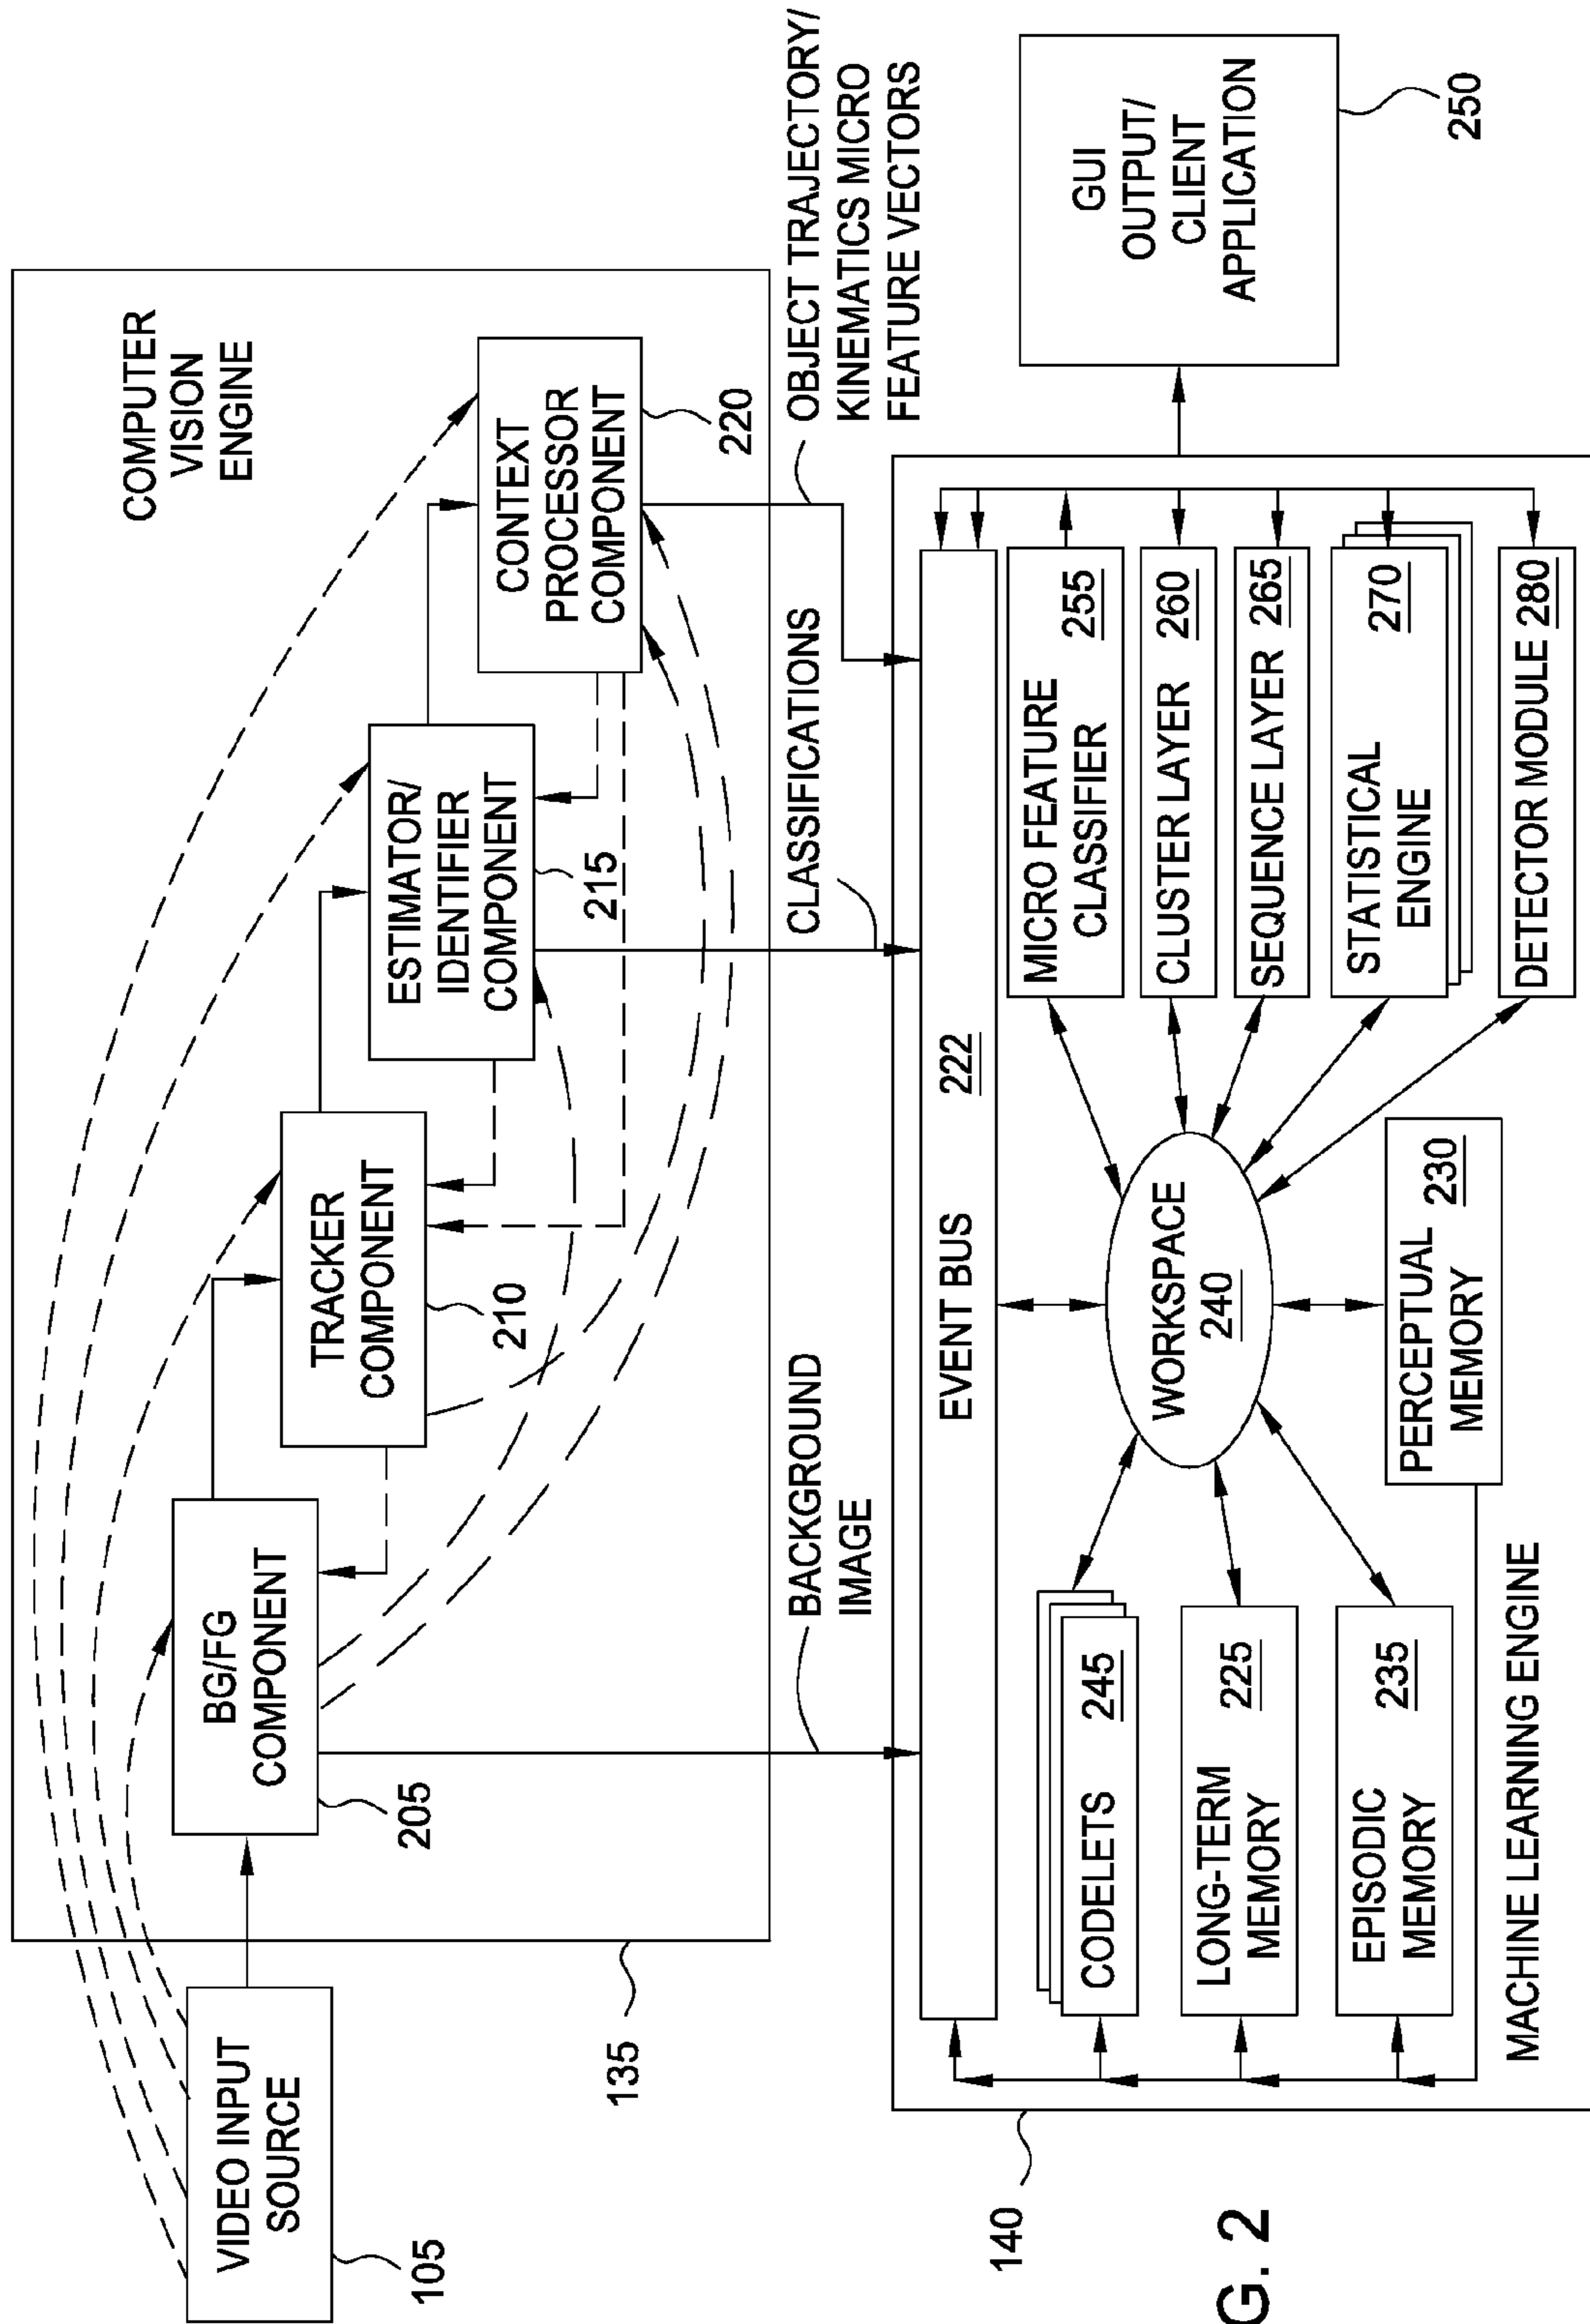 VIDEO INPUT
SOURCE
105
COMPUTER
VISION
ENGINE
BG/FG
COMPONENT
205
TRACKER
COMPONENT
210
ESTIMATOR/
IDENTIFIER
COMPONENT
215
CONTEXT
PROCESSOR
COMPONENT
220
135
BACKGROUND
IMAGE
CLASSIFICATIONS
OBJECT TRAJECTORY/
KINEMATICS MICRO
FEATURE VECTORS
140
EVENT BUS 222
CODELETS 245
LONG-TERM
MEMORY 225
EPISODIC
MEMORY 235
WORKSPACE
240
PERCEPTUAL
MEMORY 230
MICRO FEATURE
CLASSIFIER 255
CLUSTER LAYER 260
SEQUENCE LAYER 265
STATISTICAL
ENGINE 270
DETECTOR MODULE 280
MACHINE LEARNING ENGINE
GUI
OUTPUT/
CLIENT
APPLICATION
250
G. 2